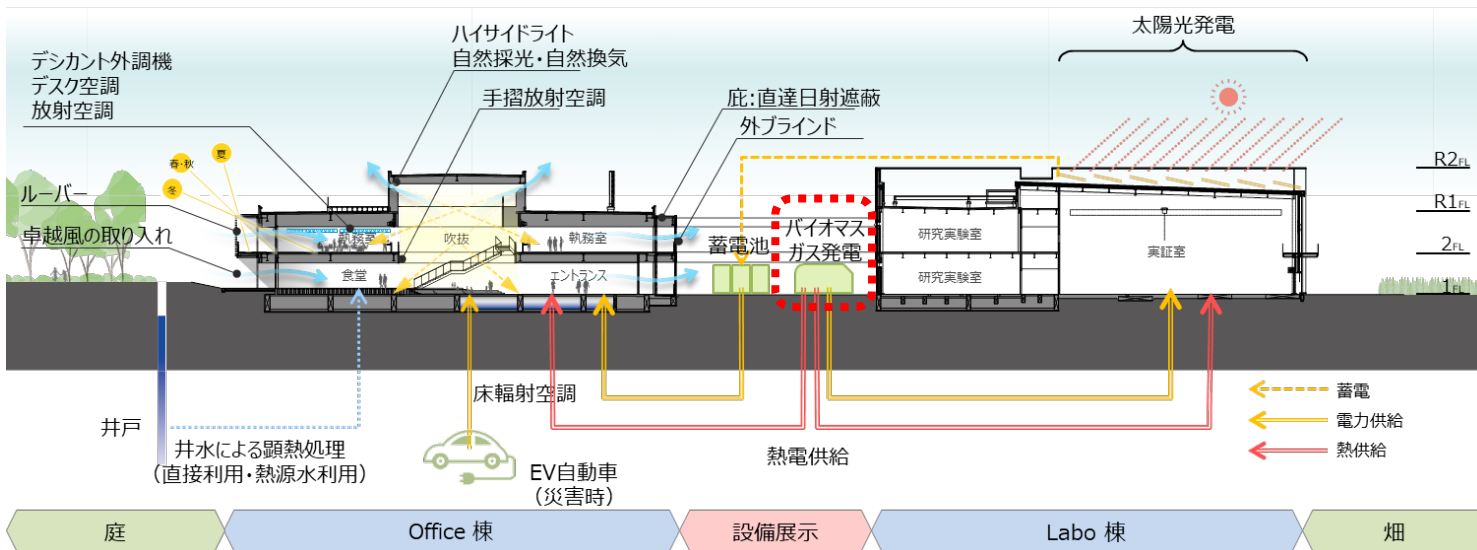 太陽光発電
ハイサイドライト
自然採光・自然換気
デシカント外調機
デスク空調
放射空調
手摺放射空調
庇:直達日射遮蔽
外ブラインド
夏
春・秋
冬
ルーバー
卓越風の取り入れ
執務室
吹抜
執務室
食堂
エントランス
蓄電池
バイオマス
ガス発電
研究実験室
研究実験室
実証室
R2FL
R1FL
2FL
1FL
井戸
井水による顕熱処理
（直接利用・熱源水利用）
床輻射空調
EV自動車
（災害時）
熱電供給
蓄電
電力供給
熱供給
庭
Office 棟
設備展示
Labo 棟
畑